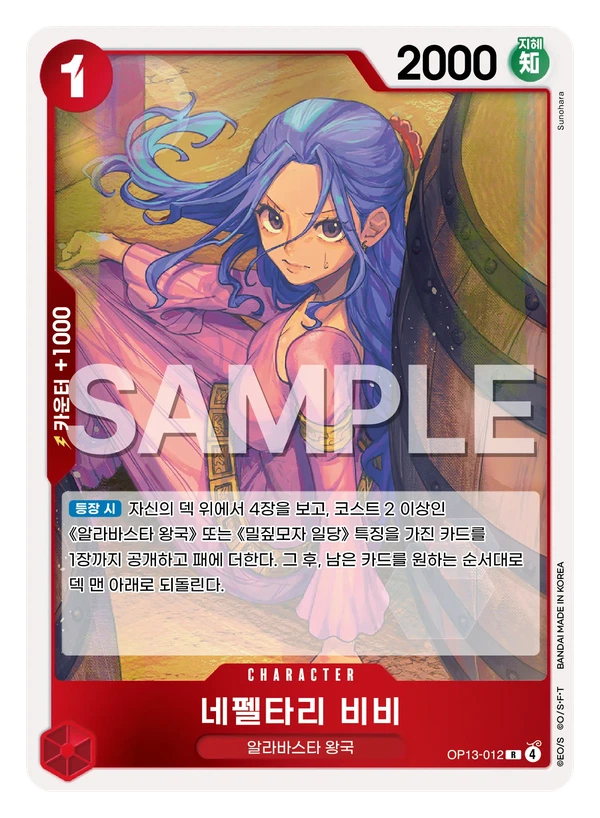 1
2000
지혜
知
Sunohara
카운터 +1000
SAMPLE
등장 시 자신의 덱 위에서 4장을 보고, 코스트 2 이상인
《알라바스타 왕국》 또는 《밀짚모자 일당》 특징을 가진 카드를
1장까지 공개하고 패에 더한다. 그 후, 남은 카드를 원하는 순서대로
덱 맨 아래로 되돌린다.
CHARACTER
네펠타리 비비
알라바스타 왕국
OP13-012 R 4
©EO/S ©O/S·F·T BANDAI MADE IN KOREA